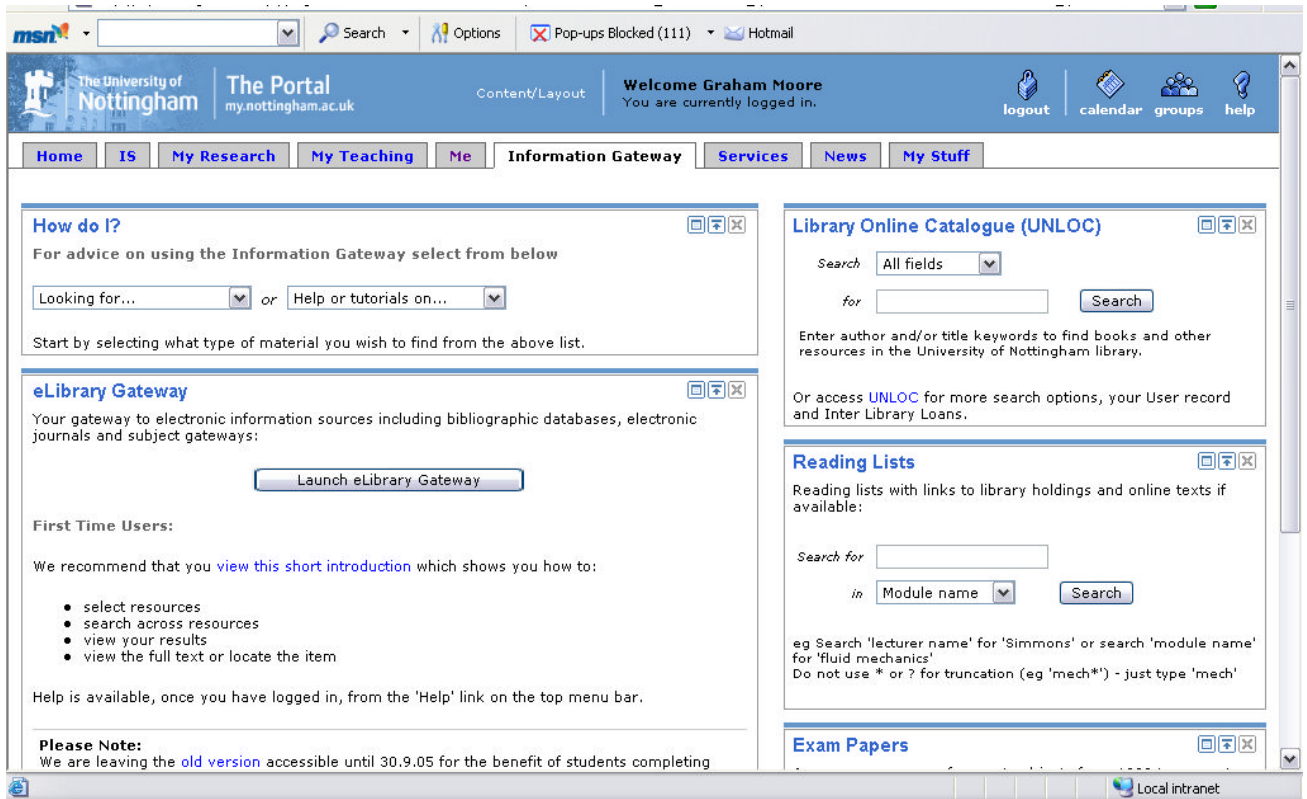 msn Search Options Pop-ups Blocked (111) Hotmail
The University of
Nottingham
The Portal
my.nottingham.ac.uk
Content/Layout
Welcome Graham Moore
You are currently logged in.
logout calendar groups help
Home IS My Research My Teaching Me Information Gateway Services News My Stuff
How do I?
For advice on using the Information Gateway select from below
Looking for... or Help or tutorials on...
Start by selecting what type of material you wish to find from the above list.
eLibrary Gateway
Your gateway to electronic information sources including bibliographic databases, electronic
journals and subject gateways:
Launch eLibrary Gateway
First Time Users:
We recommend that you view this short introduction which shows you how to:
• select resources
• search across resources
• view your results
• view the full text or locate the item
Help is available, once you have logged in, from the 'Help' link on the top menu bar.
Please Note:
We are leaving the old version accessible until 30.9.05 for the benefit of students completing
Library Online Catalogue (UNLOC)
Search All fields
for Search
Enter author and/or title keywords to find books and other
resources in the University of Nottingham library.
Or access UNLOC for more search options, your User record
and Inter Library Loans.
Reading Lists
Reading lists with links to library holdings and online texts if
available:
Search for
in Module name Search
eg Search 'lecturer name' for 'Simmons' or search 'module name'
for 'fluid mechanics'
Do not use * or ? for truncation (eg 'mech*') - just type 'mech'
Exam Papers
Local intranet